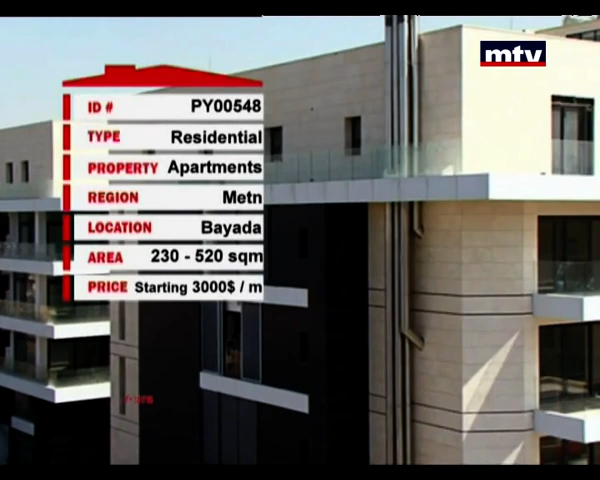 mtv
ID # PY00548
TYPE Residential
PROPERTY Apartments
REGION Metn
LOCATION Bayada
AREA 230 - 520 sqm
PRICE Starting 3000$ / m